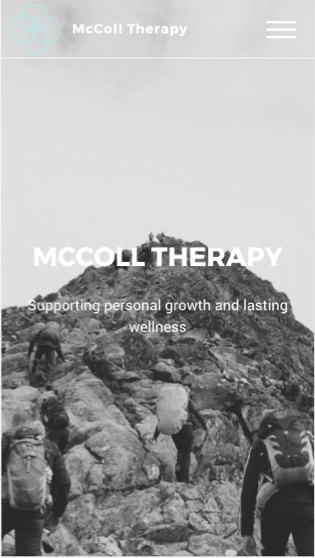 McColl Therapy
MCCOLL THERAPY
Supporting personal growth and lasting
wellness